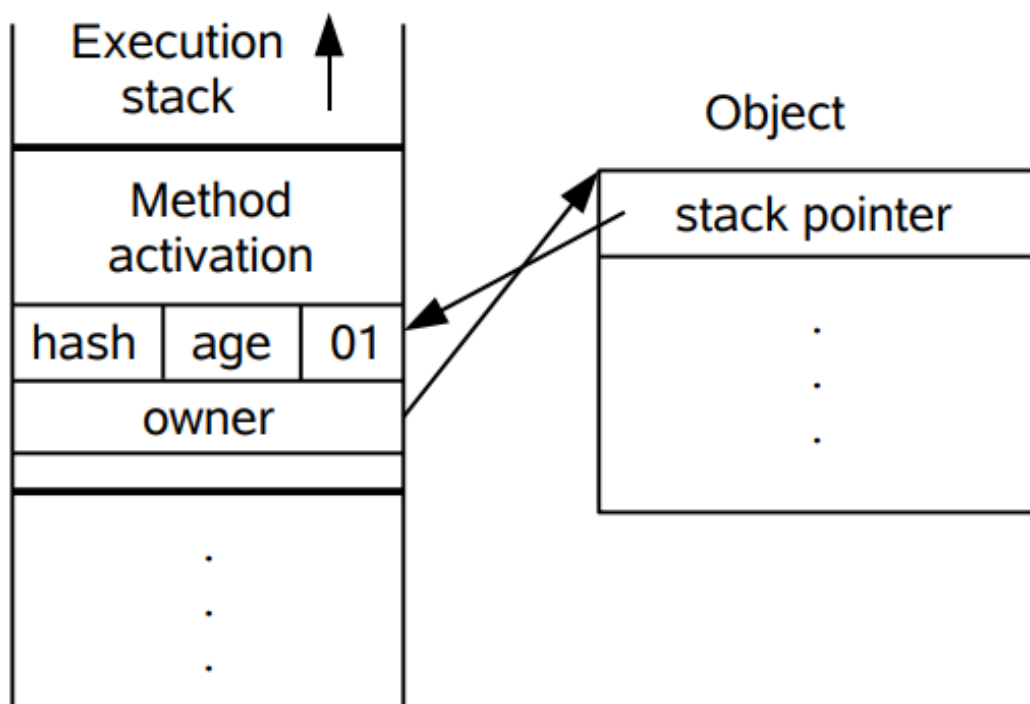 Execution
stack
Object
Method
activation
stack pointer
hash age 01
owner